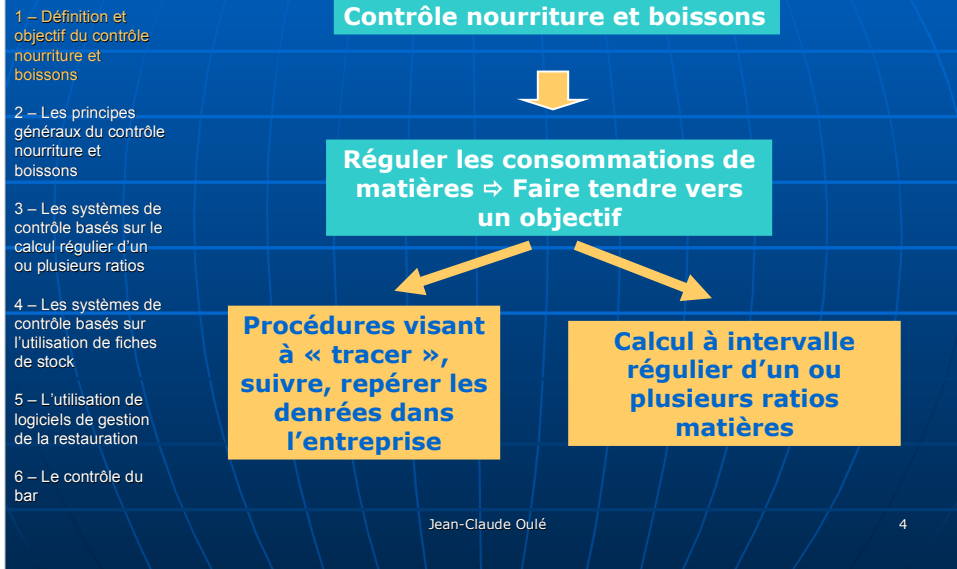 1 – Définition et
objectif du contrôle
nourriture et
boissons
2 – Les principes
généraux du contrôle
nourriture et
boissons
3 – Les systèmes de
contrôle basés sur le
calcul régulier d'un
ou plusieurs ratios
4 – Les systèmes de
contrôle basés sur
l'utilisation de fiches
de stock
5 – L'utilisation de
logiciels de gestion
de la restauration
6 – Le contrôle du
bar
Contrôle nourriture et boissons
Réguler les consommations de
matières ⇨ Faire tendre vers
un objectif
Procédures visant
à « tracer »,
suivre, repérer les
denrées dans
l'entreprise
Calcul à intervalle
régulier d'un ou
plusieurs ratios
matières
Jean-Claude Oulé
4